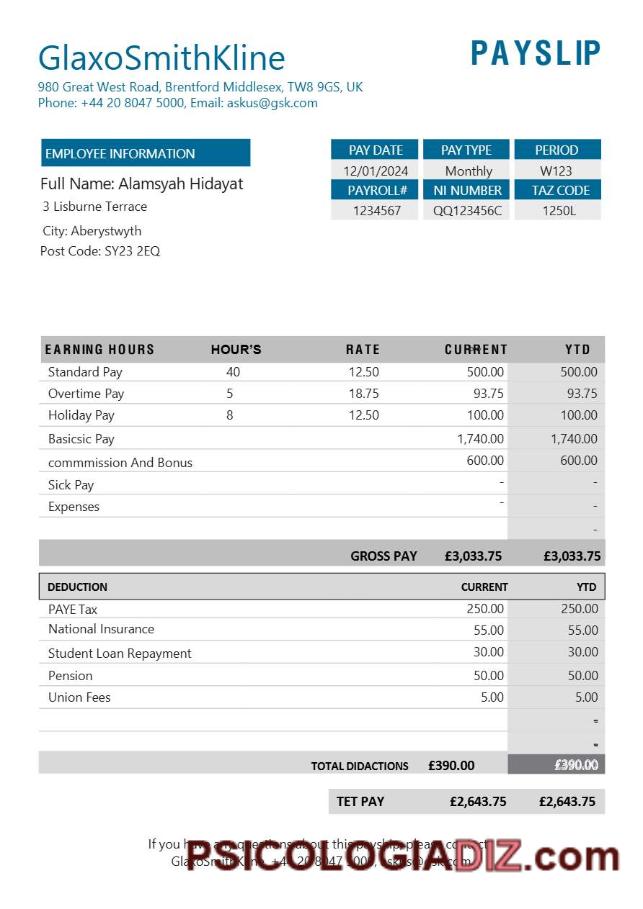 GlaxoSmithKline
PAYSLIP
980 Great West Road, Brentford Middlesex, TW8 9GS, UK
Phone: +44 20 8047 5000, Email: askus@gsk.com
EMPLOYEE INFORMATION
Full Name: Alamsyah Hidayat
3 Lisburne Terrace
City: Aberystwyth
Post Code: SY23 2EQ
PAY DATE PAY TYPE PERIOD
12/01/2024 Monthly W123
PAYROLL# NI NUMBER TAZ CODE
1234567 QQ123456C 1250L
EARNING HOURS HOUR'S RATE CURRENT YTD
Standard Pay 40 12.50 500.00 500.00
Overtime Pay 5 18.75 93.75 93.75
Holiday Pay 8 12.50 100.00 100.00
Basicsic Pay 1,740.00 1,740.00
commmission And Bonus 600.00 600.00
Sick Pay - -
Expenses - -
-
GROSS PAY £3,033.75 £3,033.75
DEDUCTION CURRENT YTD
PAYE Tax 250.00 250.00
National Insurance 55.00 55.00
Student Loan Repayment 30.00 30.00
Pension 50.00 50.00
Union Fees 5.00 5.00
-
-
TOTAL DIDACTIONS £390.00 £390.00
TET PAY £2,643.75 £2,643.75
If you have any questions about this payslip, please contact
GlaxoSmithKline, +44 20 8047 5000, askus@gsk.com
PSICOLOGIADIZ.com